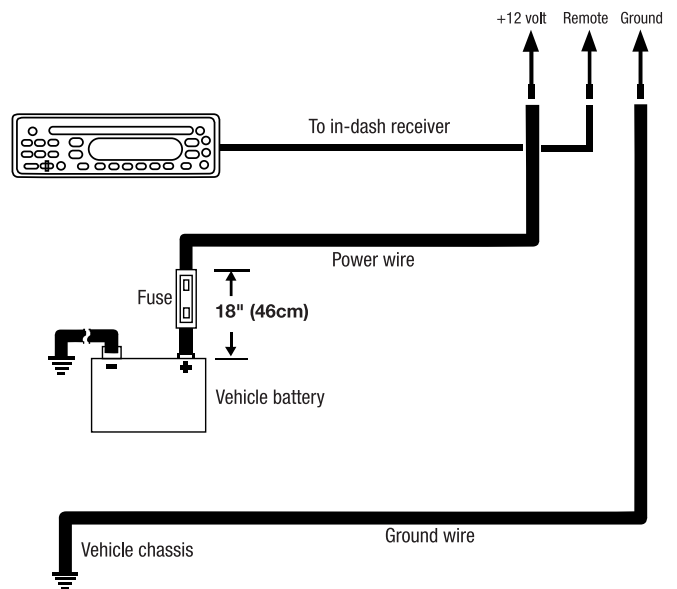 +12 volt Remote Ground
To in-dash receiver
Power wire
Fuse
18" (46cm)
- +
Vehicle battery
Ground wire
Vehicle chassis